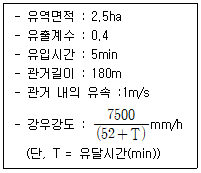 - 유역면적 : 2.5ha
- 유출계수 : 0.4
- 유입시간 : 5min
- 관거길이 : 180m
- 관거 내의 유속 :1m/s
- 강우강도 : 7500/(52+T) mm/h
(단, T = 유달시간(min))